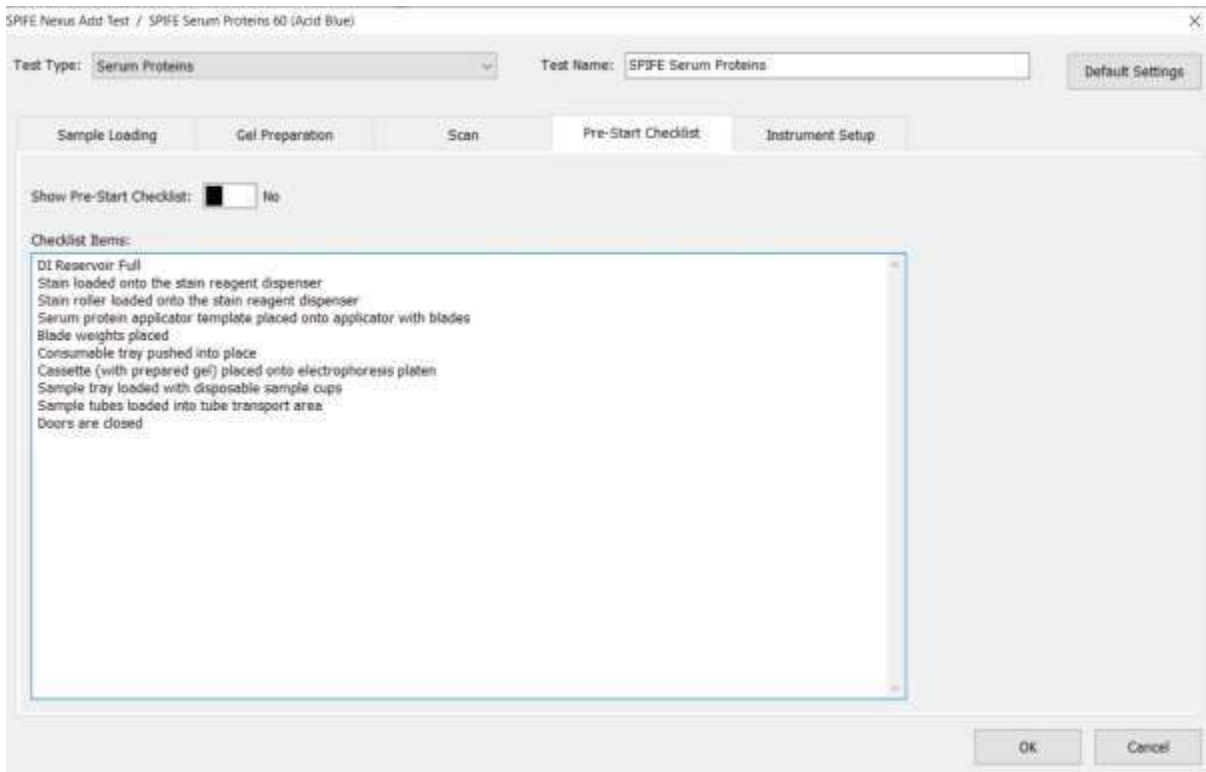 SPIFE Nexus Add Test / SPIFE Serum Proteins 60 (Acid Blue)
Test Type: Serum Proteins Test Name: SPIFE Serum Proteins Default Settings
Sample Loading Gel Preparation Scan Pre-Start Checklist Instrument Setup
Show Pre-Start Checklist: No
Checklist Items:
DI Reservoir Full
Stain loaded onto the stain reagent dispenser
Stain roller loaded onto the stain reagent dispenser
Serum protein applicator template placed onto applicator with blades
Blade weights placed
Consumable tray pushed into place
Cassette (with prepared gel) placed onto electrophoresis platen
Sample tray loaded with disposable sample cups
Sample tubes loaded into tube transport area
Doors are closed
OK Cancel